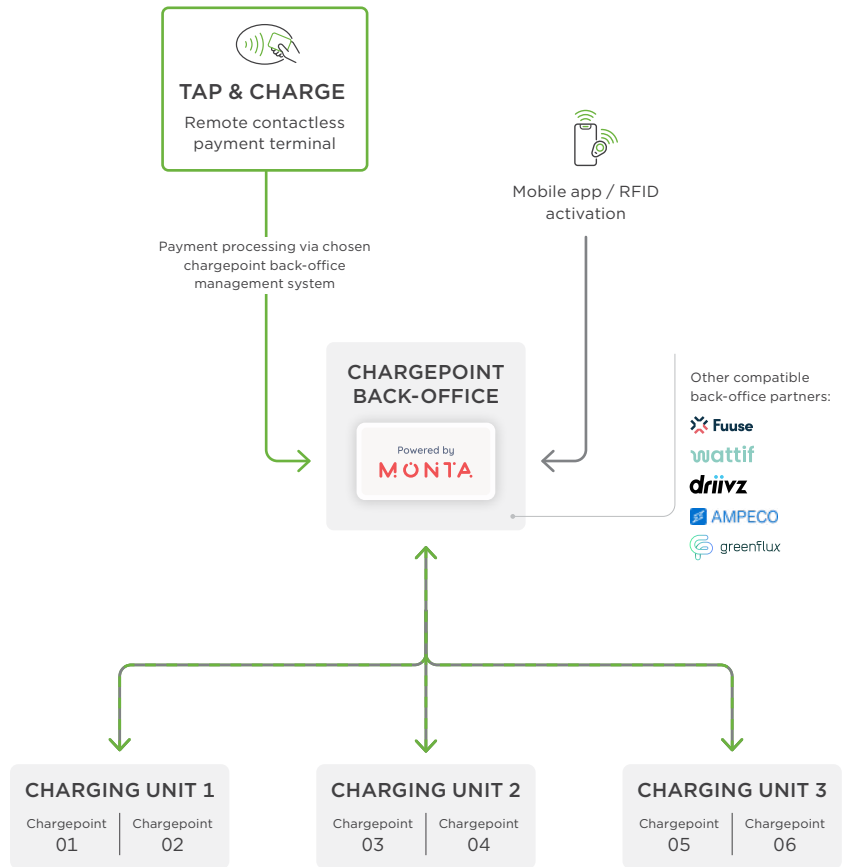 TAP & CHARGE
Remote contactless
payment terminal
Mobile app / RFID
activation
Payment processing via chosen
chargepoint back-office
management system
CHARGEPOINT
BACK-OFFICE
Powered by
MONTA
Other compatible
back-office partners:
Fuuse
wattif
driivz
AMPECO
greenflux
CHARGING UNIT 1
Chargepoint
01
Chargepoint
02
CHARGING UNIT 2
Chargepoint
03
Chargepoint
04
CHARGING UNIT 3
Chargepoint
05
Chargepoint
06